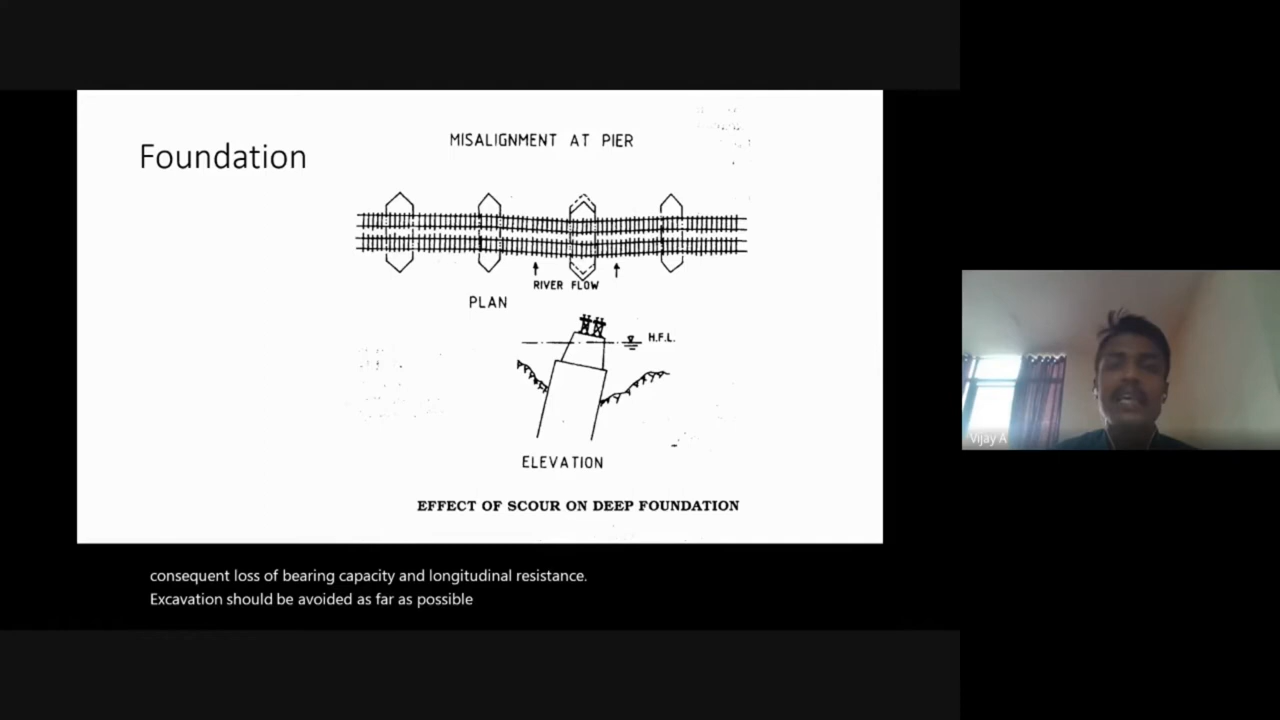 Foundation
MISALIGNMENT AT PIER
RIVER FLOW
PLAN
H.F.L.
ELEVATION
EFFECT OF SCOUR ON DEEP FOUNDATION
consequent loss of bearing capacity and longitudinal resistance.
Excavation should be avoided as far as possible
Vijay A